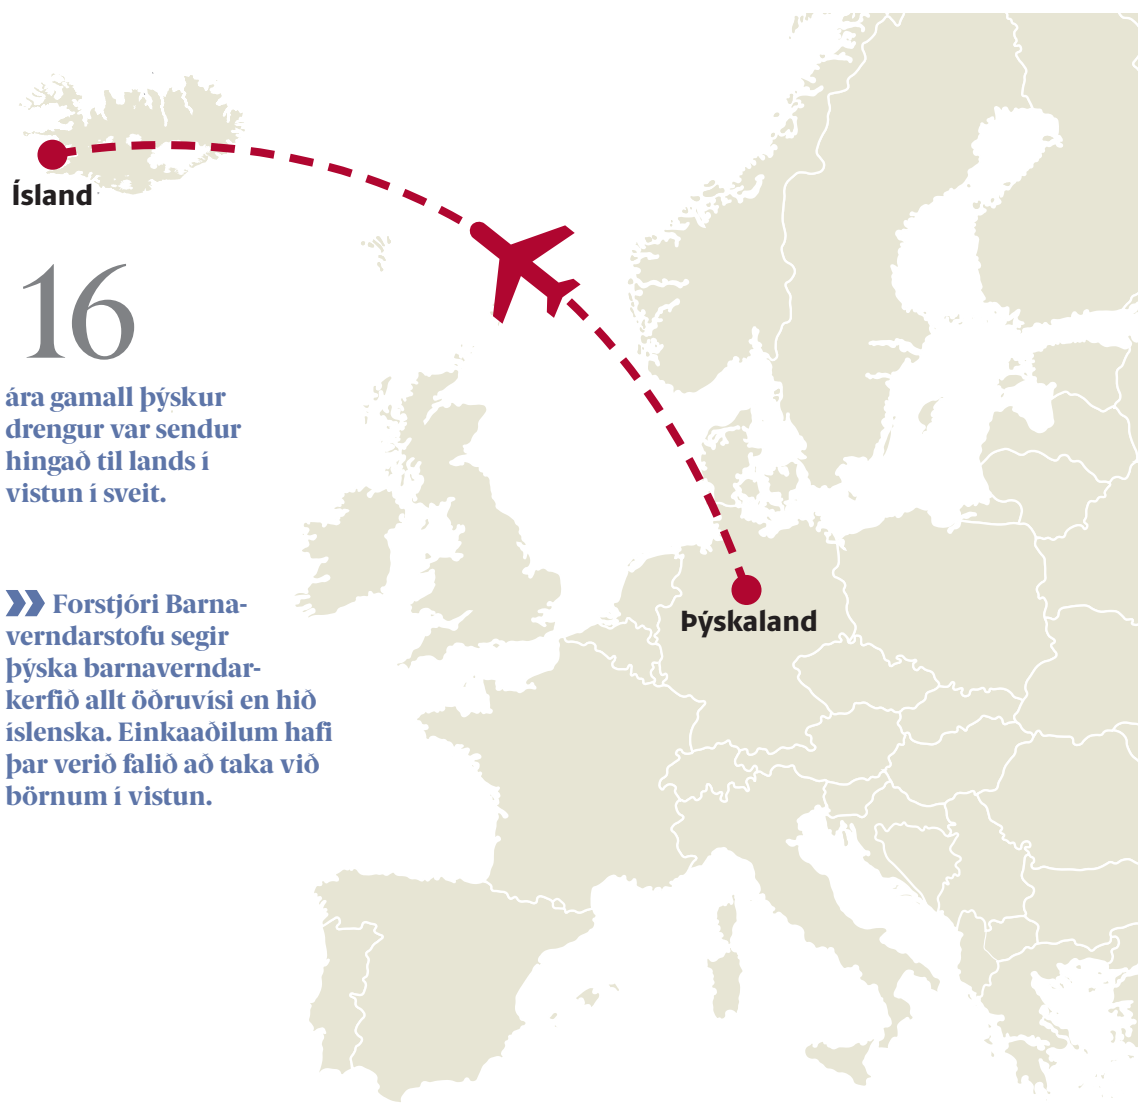 Ísland
16
ára gamall þýskur
drengur var sendur
hingað til lands í
vistun í sveit.
Forstjóri Barna-
verndarstofu segir
þýska barnaverndar-
kerfið allt öðruvísi en hið
íslenska. Einkaaðilum hafi
þar verið falið að taka við
börnum í vistun.
Þýskaland